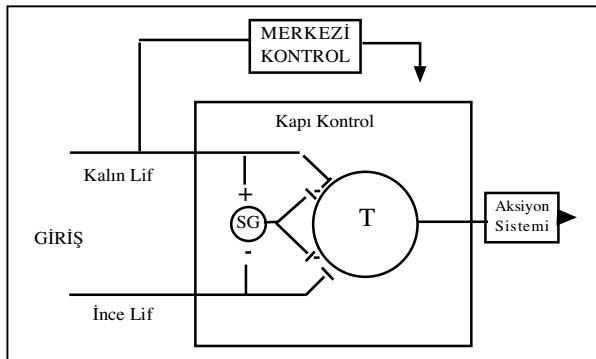 MERKEZİ
KONTROL
Kapı Kontrol
Kalın Lif
+
SG
-
-
-
T
GİRİŞ
Aksiyon
Sistemi
İnce Lif